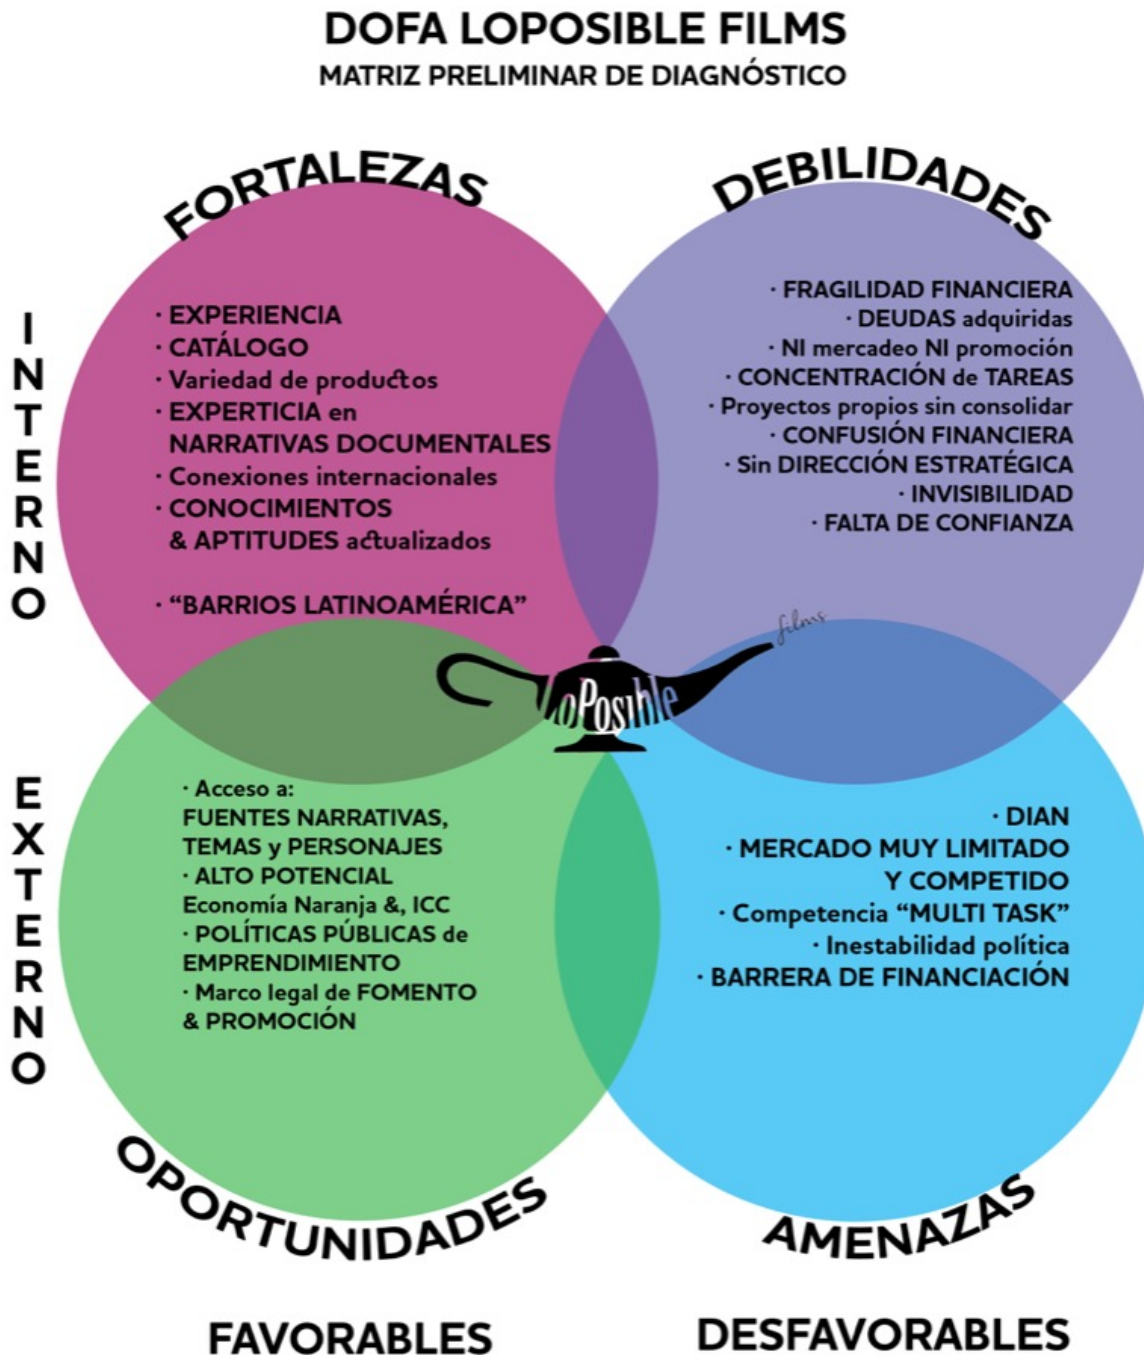 DOFA LOPOSIBLE FILMS
MATRIZ PRELIMINAR DE DIAGNÓSTICO
FORTALEZAS
DEBILIDADES
INTERNO
· EXPERIENCIA
· CATÁLOGO
· Variedad de productos
· EXPERTICIA en
NARRATIVAS DOCUMENTALES
· Conexiones internacionales
· CONOCIMIENTOS
& APTITUDES actualizados
· “BARRIOS LATINOAMÉRICA”
· FRAGILIDAD FINANCIERA
· DEUDAS adquiridas
· NI mercadeo NI promoción
· CONCENTRACIÓN de TAREAS
· Proyectos propios sin consolidar
· CONFUSIÓN FINANCIERA
· Sin DIRECCIÓN ESTRATÉGICA
· INVISIBILIDAD
· FALTA DE CONFIANZA
films
LoPosible
EXTERNO
· Acceso a:
FUENTES NARRATIVAS,
TEMAS y PERSONAJES
· ALTO POTENCIAL
Economía Naranja &, ICC
· POLÍTICAS PÚBLICAS de
EMPRENDIMIENTO
· Marco legal de FOMENTO
& PROMOCIÓN
· DIAN
· MERCADO MUY LIMITADO
Y COMPETIDO
· Competencia “MULTI TASK”
· Inestabilidad política
· BARRERA DE FINANCIACIÓN
OPORTUNIDADES
AMENAZAS
FAVORABLES
DESFAVORABLES